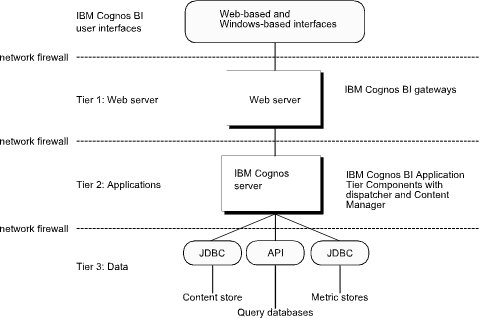 IBM Cognos BI
user interfaces
Web-based and
Windows-based interfaces
network firewall
Tier 1: Web server
Web server
IBM Cognos BI gateways
network firewall
Tier 2: Applications
IBM Cognos
server
IBM Cognos BI Application
Tier Components with
dispatcher and Content
Manager
network firewall
Tier 3: Data
JDBC
API
JDBC
Content store
Query databases
Metric stores